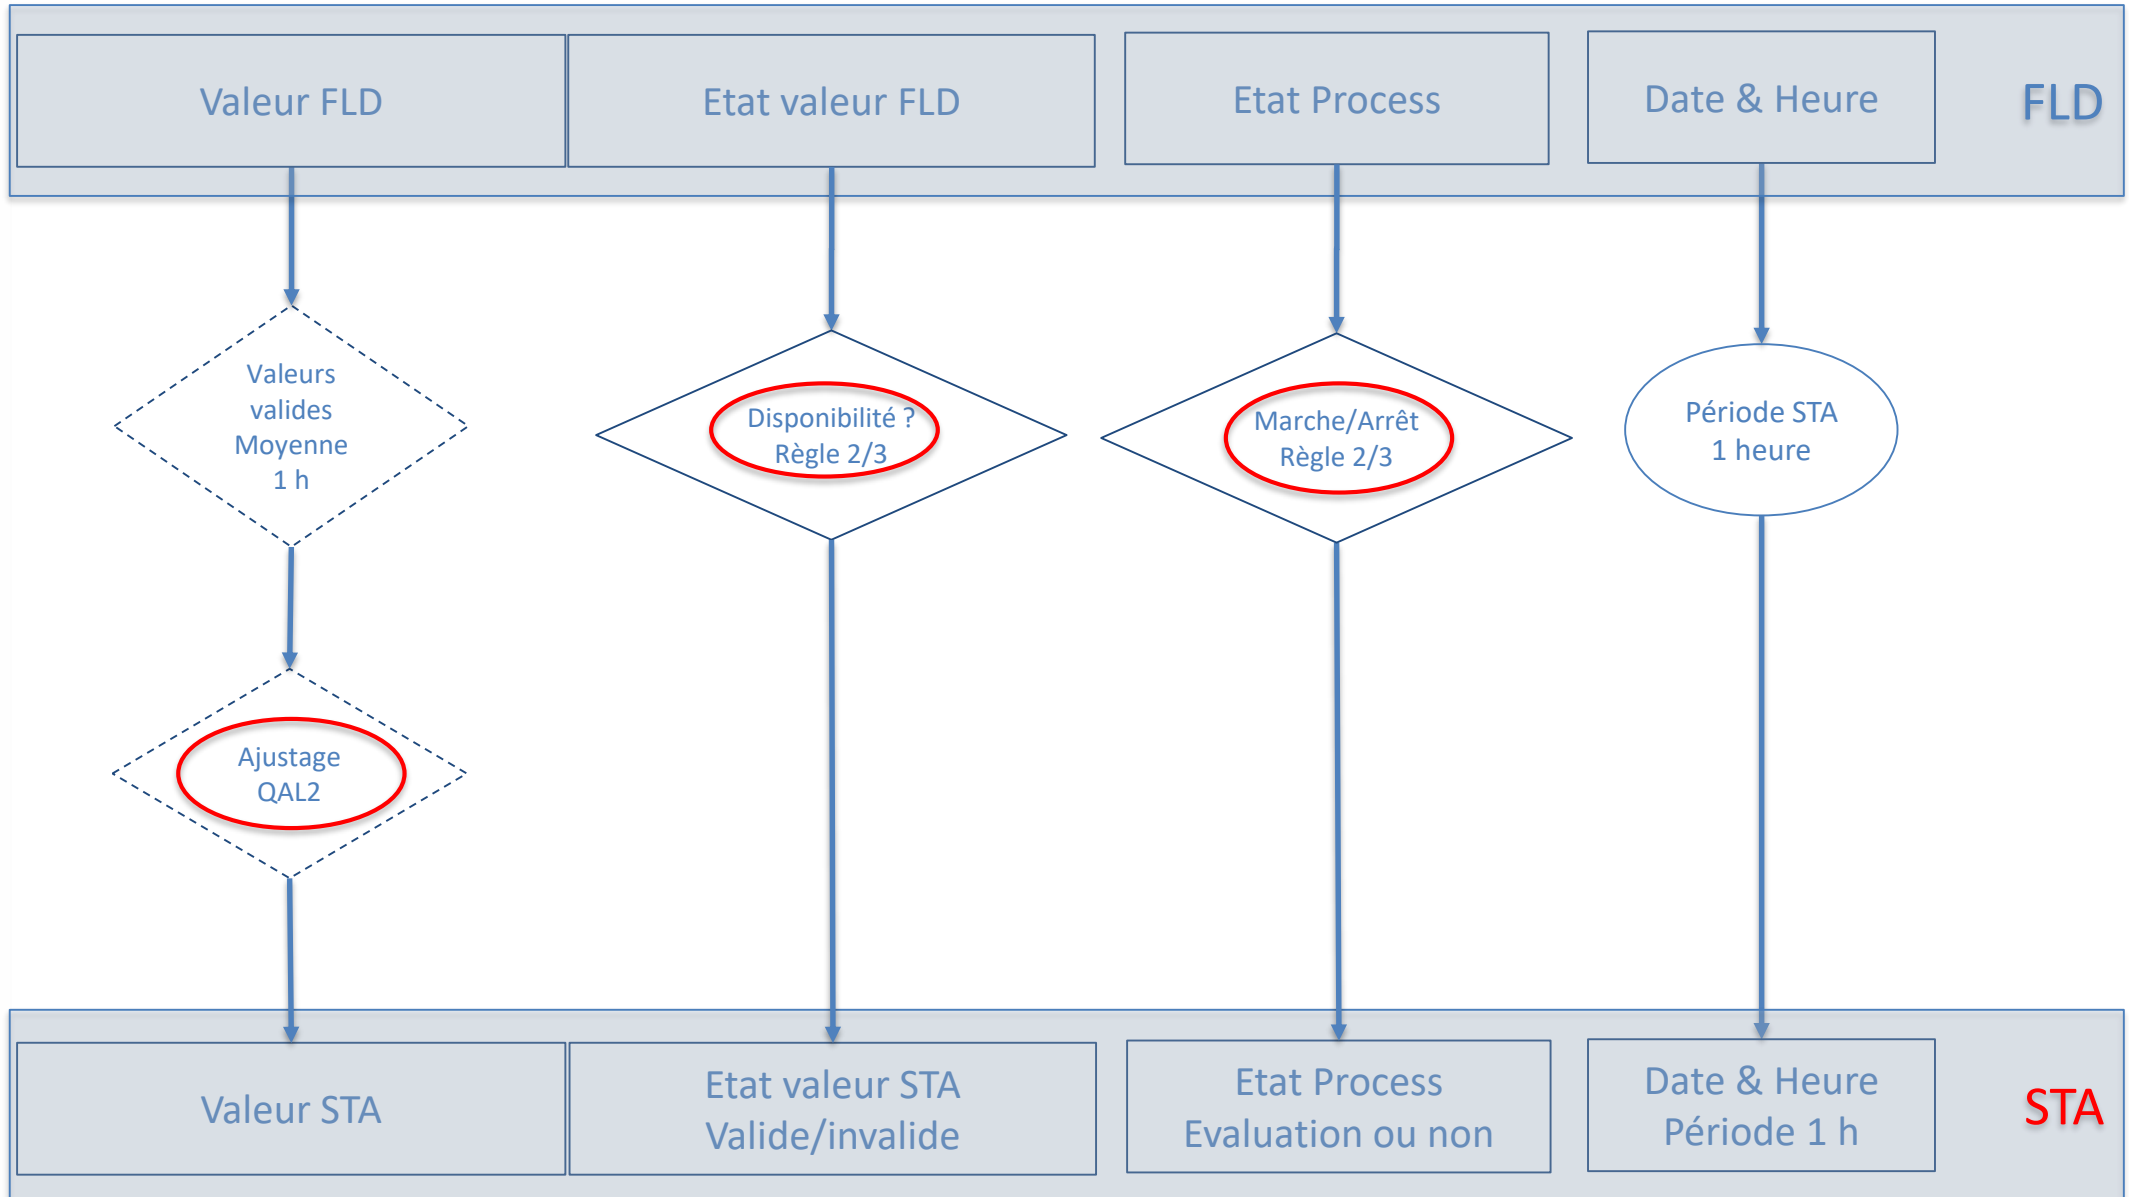 Valeur FLD
Etat valeur FLD
Etat Process
Date & Heure
FLD
Valeurs
valides
Moyenne
1 h
Disponibilité ?
Règle 2/3
Marche/Arrêt
Règle 2/3
Période STA
1 heure
Ajustage
QAL2
Valeur STA
Etat valeur STA
Valide/invalide
Etat Process
Evaluation ou non
Date & Heure
Période 1 h
STA